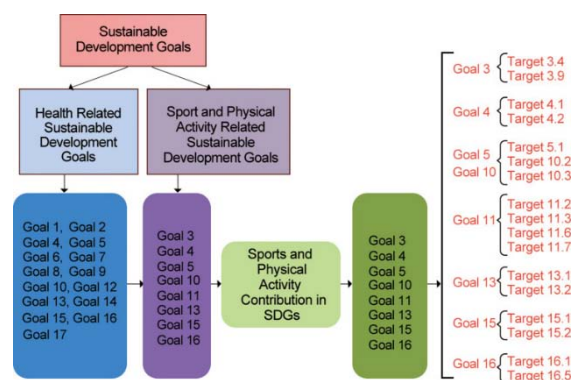 Sustainable
Development Goals
Health Related
Sustainable
Development
Goals
Sport and Physical
Activity Related
Sustainable
Development Goals
Goal 1, Goal 2
Goal 4, Goal 5
Goal 6, Goal 7
Goal 8, Goal 9
Goal 10, Goal 12
Goal 13, Goal 14
Goal 15, Goal 16
Goal 17
Goal 3
Goal 4
Goal 5
Goal 10
Goal 11
Goal 13
Goal 15
Goal 16
Sports and
Physical
Activity
Contribution in
SDGs
Goal 3
Goal 4
Goal 5
Goal 10
Goal 11
Goal 13
Goal 15
Goal 16
Goal 3
Target 3.4
Target 3.9
Goal 4
Target 4.1
Target 4.2
Goal 5
Goal 10
Target 5.1
Target 10.2
Target 10.3
Goal 11
Target 11.2
Target 11.3
Target 11.6
Target 11.7
Goal 13
Target 13.1
Target 13.2
Goal 15
Target 15.1
Target 15.2
Goal 16
Target 16.1
Target 16.5